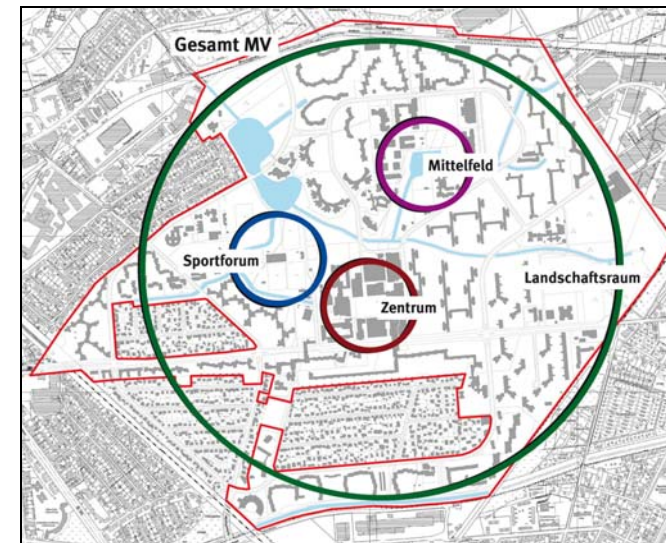 Gesamt MV
Mittelfeld
Sportforum
Landschaftsraum
Zentrum